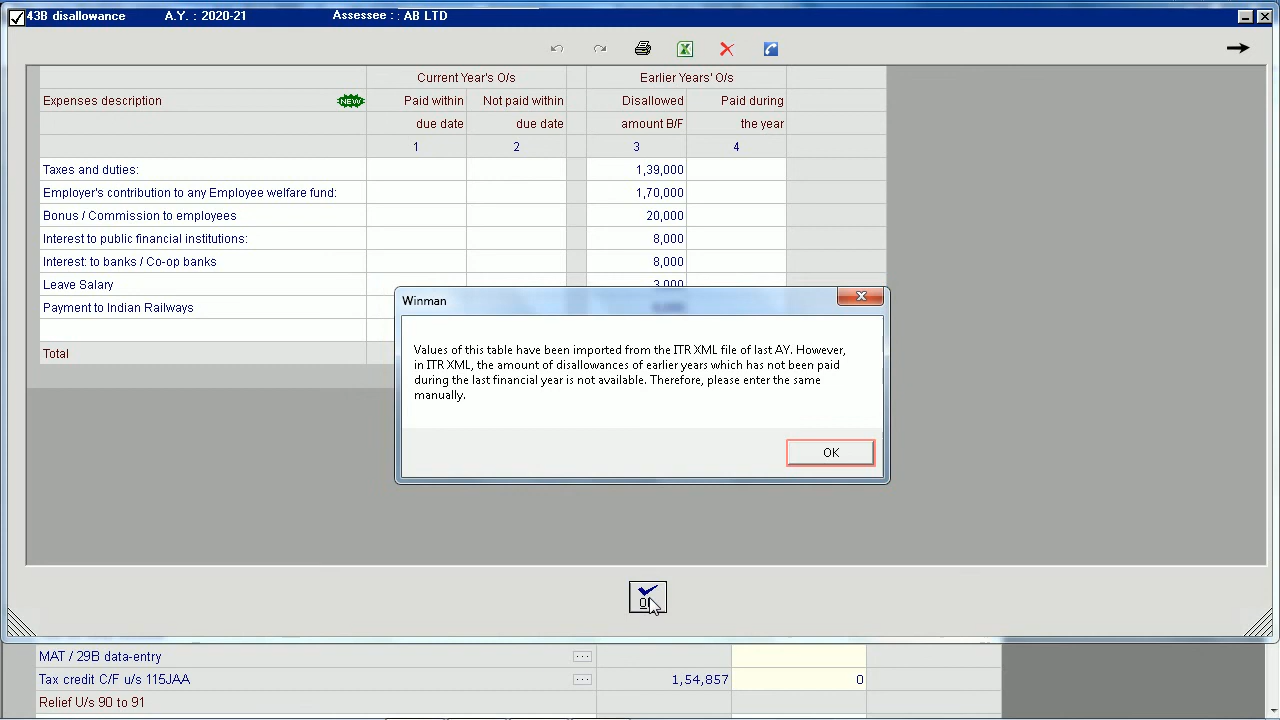 43B disallowance A.Y. : 2020-21 Assessee : : AB LTD
Current Year's O/s Earlier Years' O/s
Expenses description NEW Paid within Not paid within Disallowed Paid during
due date due date amount B/F the year
1 2 3 4
Taxes and duties: 1,39,000
Employer's contribution to any Employee welfare fund: 1,70,000
Bonus / Commission to employees 20,000
Interest to public financial institutions: 8,000
Interest: to banks / Co-op banks 8,000
Leave Salary 3,000
Payment to Indian Railways
Total
Winman
Values of this table have been imported from the ITR XML file of last AY. However,
in ITR XML, the amount of disallowances of earlier years which has not been paid
during the last financial year is not available. Therefore, please enter the same
manually.
OK
MAT / 29B data-entry ...
Tax credit C/F u/s 115JAA ... 1,54,857 0
Relief U/s 90 to 91